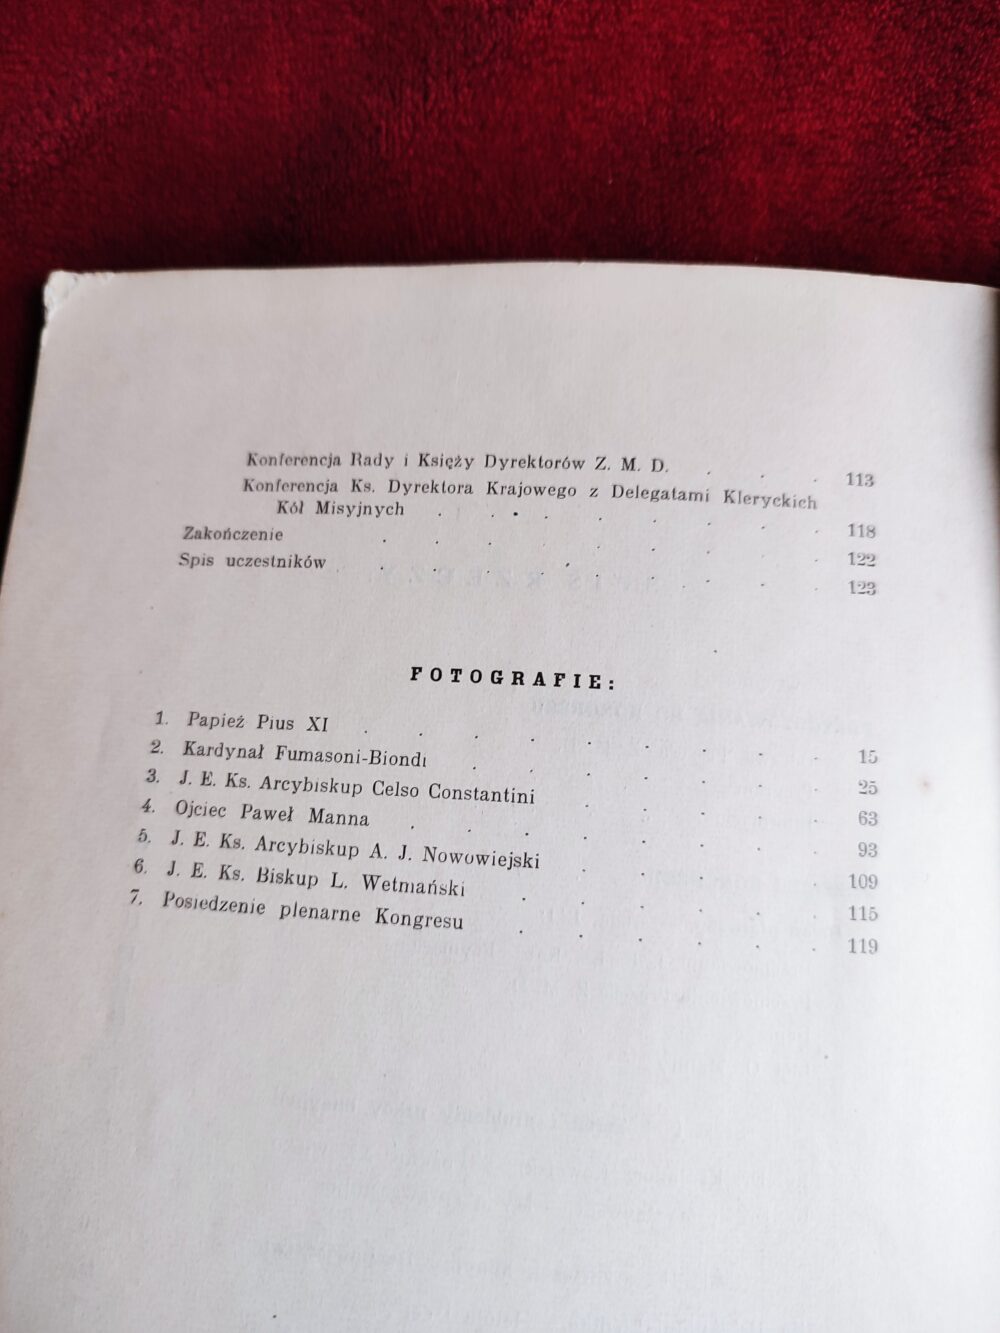 Konferencja Rady i Księży Dyrektorów Z. M. D. . . . 113
Konferencja Ks. Dyrektora Krajowego z Delegatami Kleryckich
Kół Misyjnych . . . . . . . . 118
Zakończenie . . . . . . . . . 122
Spis uczestników . . . . . . . . . 123
FOTOGRAFIE:
1. Papież Pius XI . . . . . . . . . 15
2. Kardynał Fumasoni-Biondi . . . . . . . 25
3. J. E. Ks. Arcybiskup Celso Constantini . . . . . 63
4. Ojciec Paweł Manna . . . . . . . . 93
5. J. E. Ks. Arcybiskup A. J. Nowowiejski . . . . . 109
6. J. E. Ks. Biskup L. Wetmański . . . . . . 115
7. Posiedzenie plenarne Kongresu . . . . . . 119